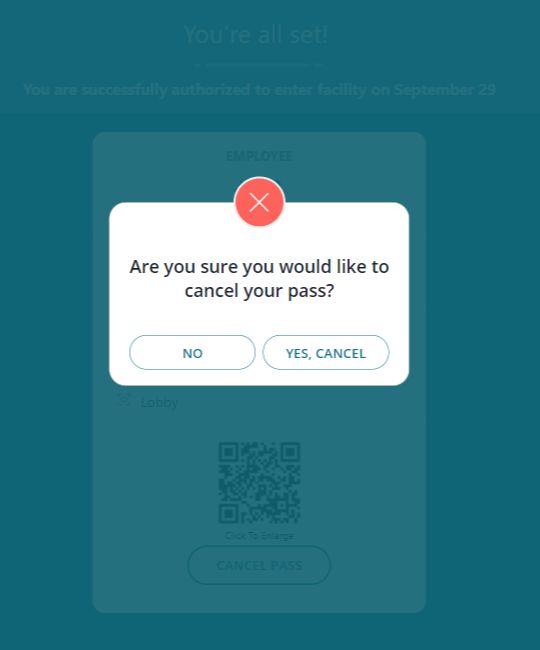 You're all set!
You are successfully authorized to enter facility on September 29
EMPLOYEE
Are you sure you would like to
cancel your pass?
NO
YES, CANCEL
Lobby
Click To Enlarge
CANCEL PASS